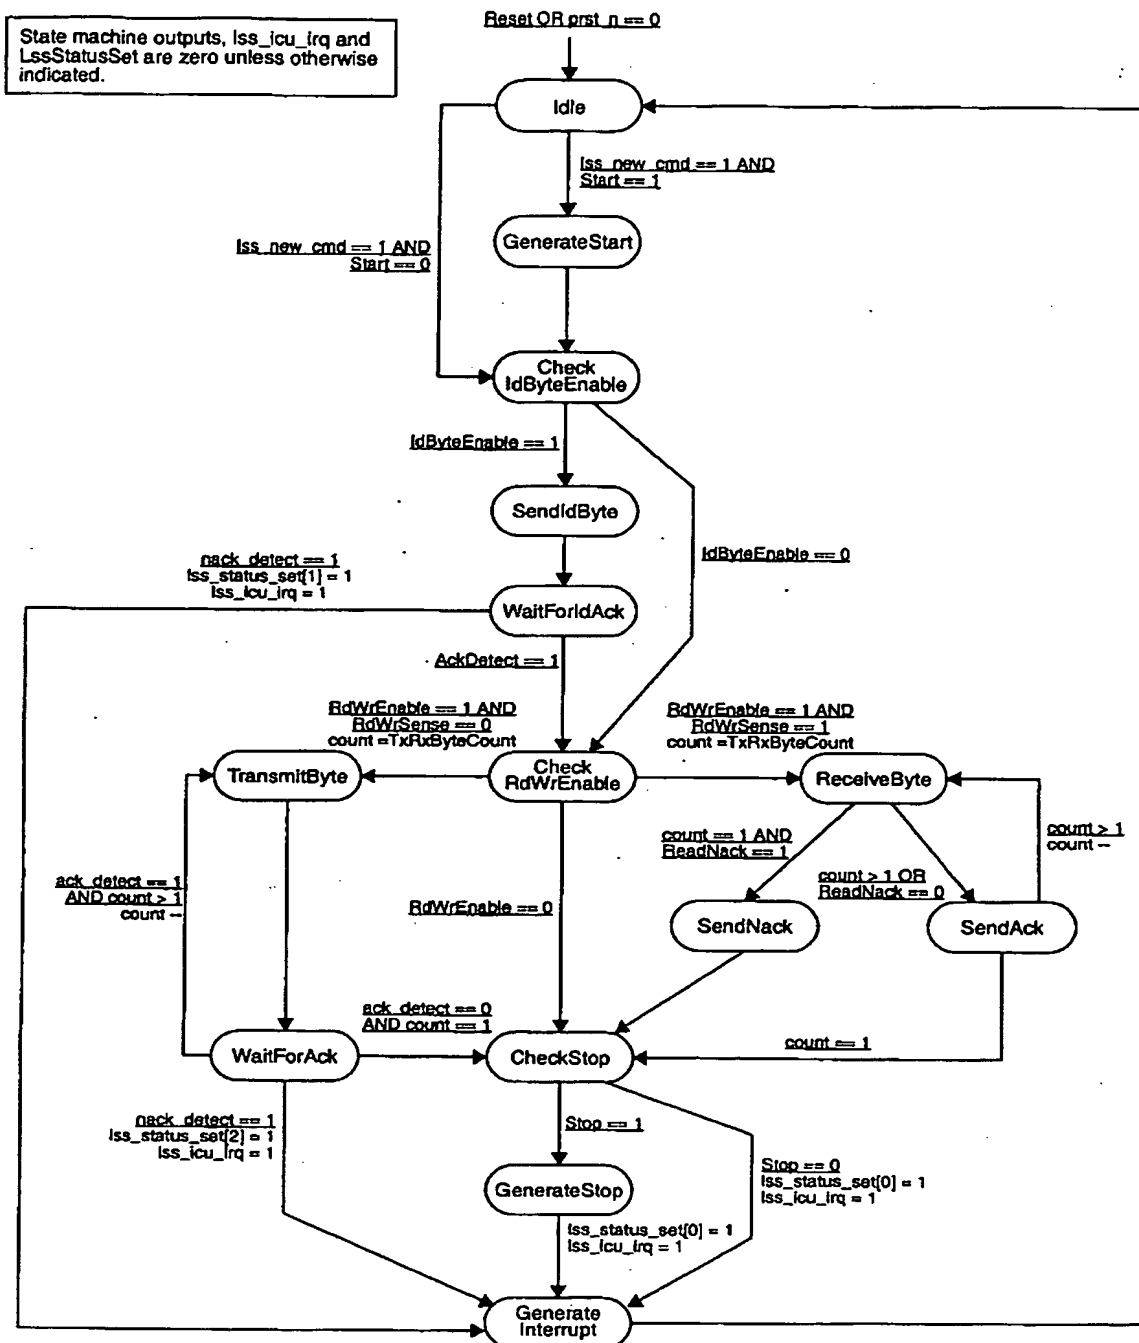 Reset OR prst_n == 0
State machine outputs, lss_icu_irq and
LssStatusSet are zero unless otherwise
indicated.
Idle
lss_new_cmd == 1 AND
Start == 1
GenerateStart
lss_new_cmd == 1 AND
Start == 0
Check
IdByteEnable
IdByteEnable == 1
SendIdByte
IdByteEnable == 0
nack_detect == 1
lss_status_set[1] = 1
lss_icu_irq = 1
WaitForIdAck
AckDetect == 1
RdWrEnable == 1 AND
RdWrSense == 0
count =TxRxByteCount
RdWrEnable == 1 AND
RdWrSense == 1
count =TxRxByteCount
TransmitByte
Check
RdWrEnable
ReceiveByte
count == 1 AND
ReadNack == 1
count > 1
count --
count > 1 OR
ReadNack == 0
ack_detect == 1
AND count > 1
count --
RdWrEnable == 0
SendNack
SendAck
ack_detect == 0
AND count == 1
WaitForAck
CheckStop
count == 1
nack_detect == 1
lss_status_set[2] = 1
lss_icu_irq = 1
Stop == 1
Stop == 0
lss_status_set[0] = 1
lss_icu_irq = 1
GenerateStop
lss_status_set[0] = 1
lss_icu_irq = 1
Generate
Interrupt